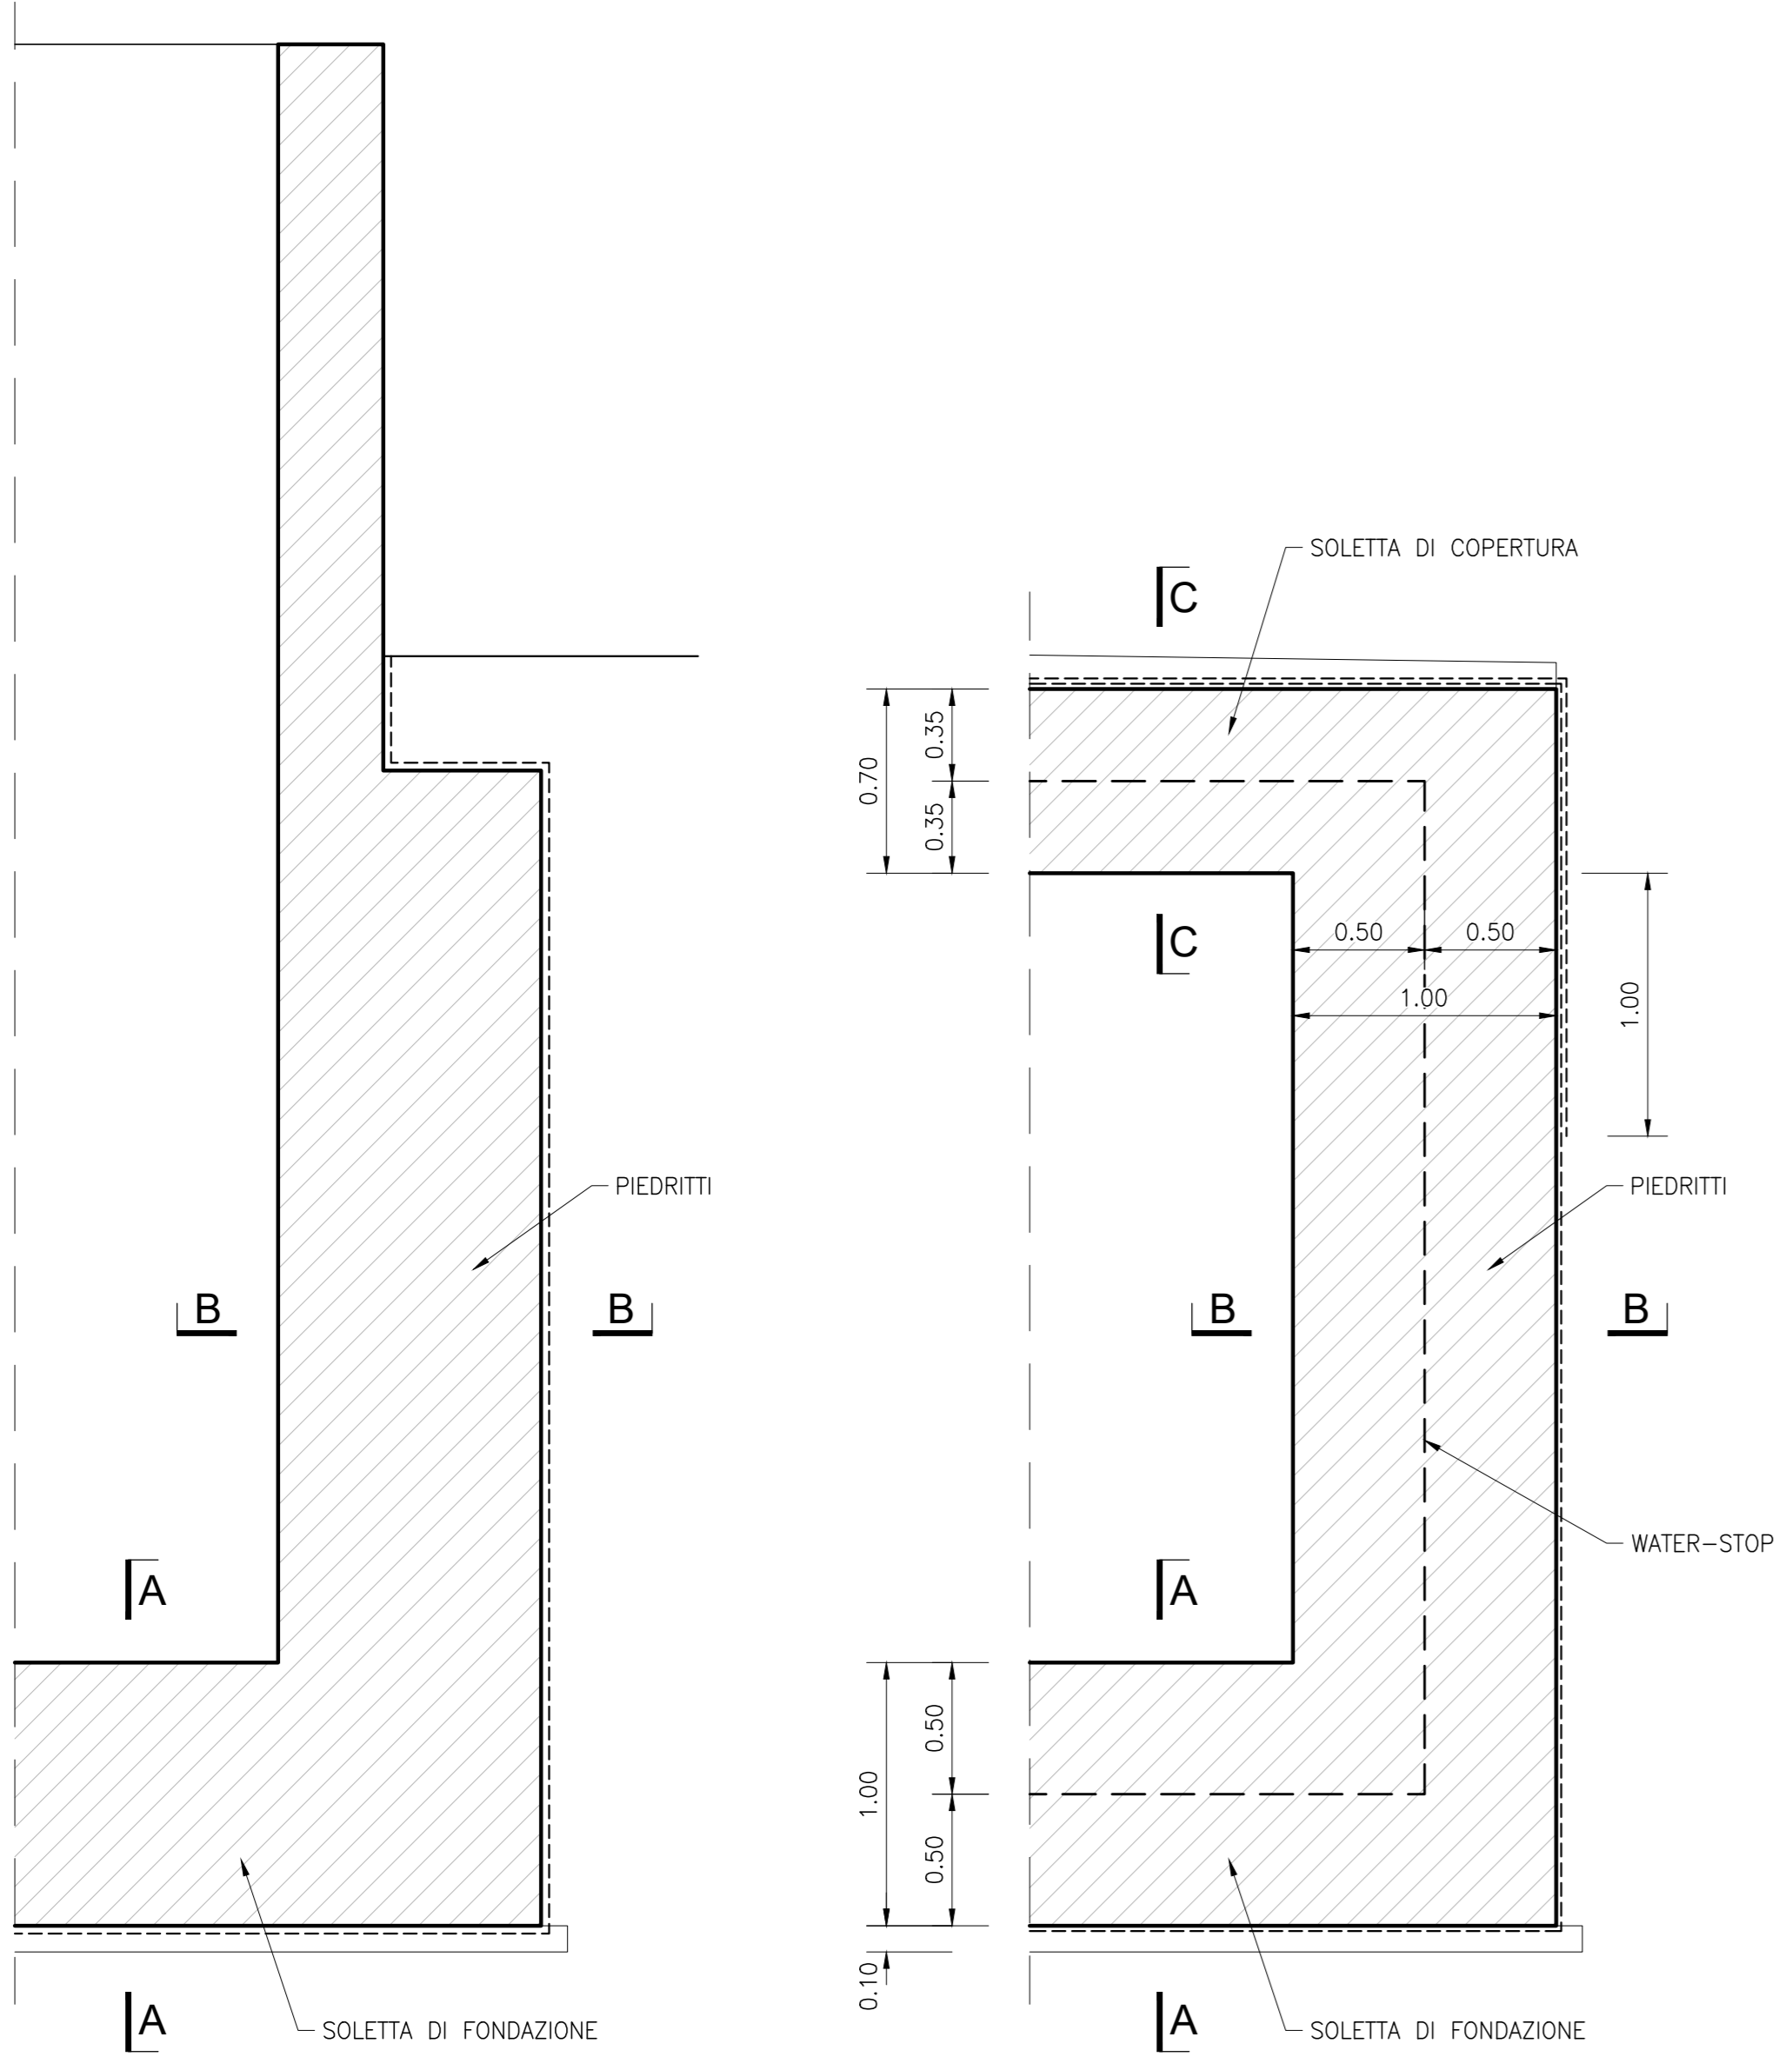 SOLETTA DI COPERTURA
C
0.35
0.70
0.35
C
0.50
0.50
1.00
1.00
PIEDRITTI
PIEDRITTI
B
B
B
B
WATER-STOP
A
A
0.50
1.00
0.50
0.10
A
SOLETTA DI FONDAZIONE
A
SOLETTA DI FONDAZIONE